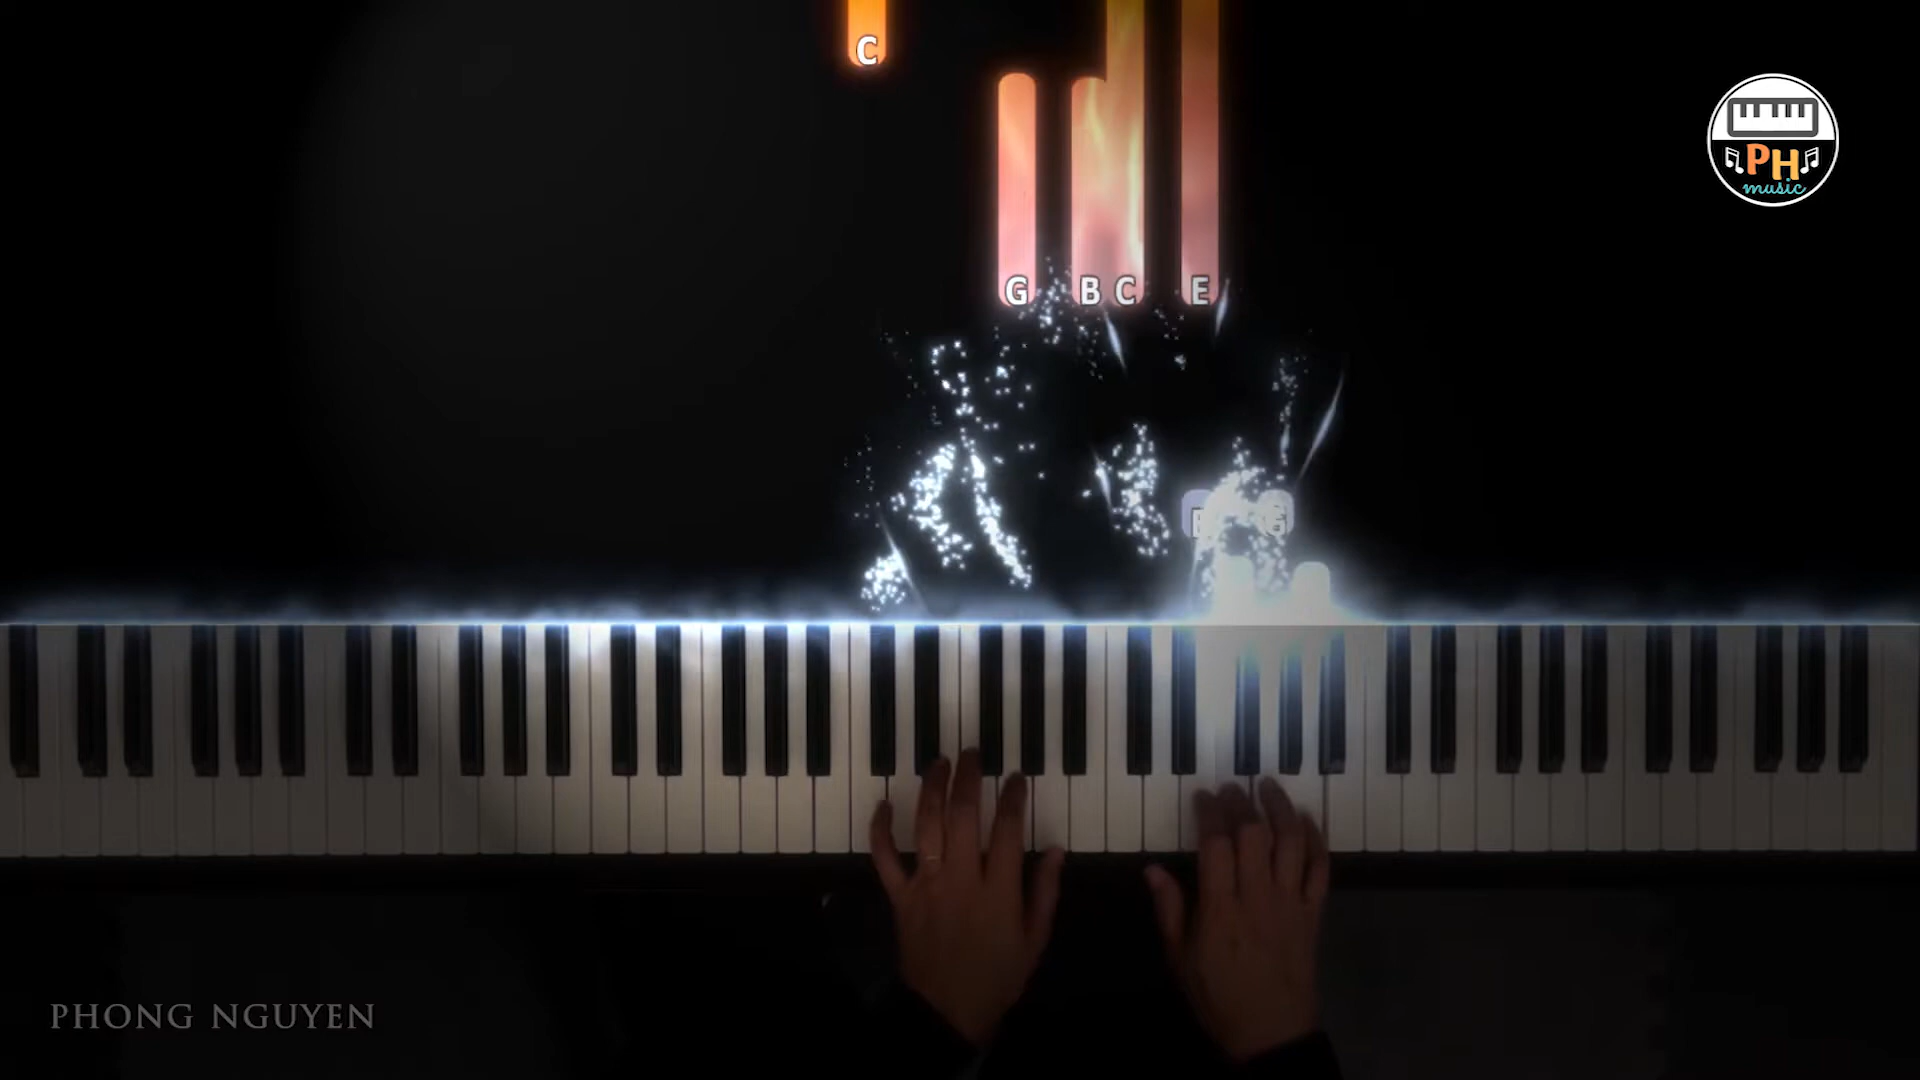 C
PH
music
G B C E
G
PHONG NGUYEN